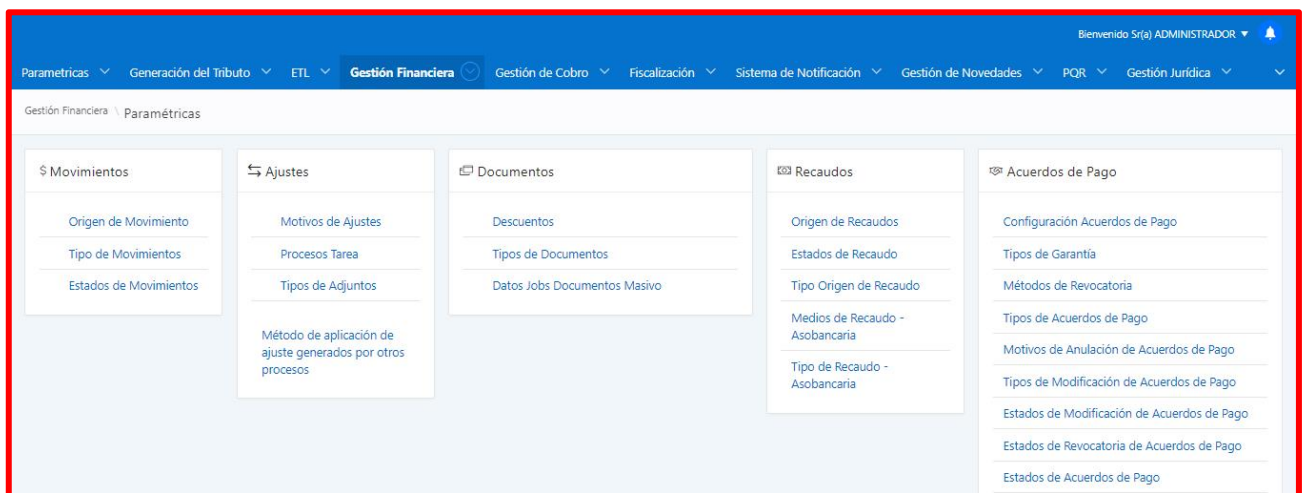 Bienvenido Sr(a) ADMINISTRADOR
Parametricas Generación del Tributo ETL Gestión Financiera Gestión de Cobro Fiscalización Sistema de Notificación Gestión de Novedades PQR Gestión Jurídica
Gestión Financiera \ Paramétricas
$ Movimientos
Origen de Movimiento
Tipo de Movimientos
Estados de Movimientos
Ajustes
Motivos de Ajustes
Procesos Tarea
Tipos de Adjuntos
Método de aplicación de
ajuste generados por otros
procesos
Documentos
Descuentos
Tipos de Documentos
Datos Jobs Documentos Masivo
Recaudos
Origen de Recaudos
Estados de Recaudo
Tipo Origen de Recaudo
Medios de Recaudo -
Asobancaria
Tipo de Recaudo -
Asobancaria
Acuerdos de Pago
Configuración Acuerdos de Pago
Tipos de Garantía
Métodos de Revocatoria
Tipos de Acuerdos de Pago
Motivos de Anulación de Acuerdos de Pago
Tipos de Modificación de Acuerdos de Pago
Estados de Modificación de Acuerdos de Pago
Estados de Revocatoria de Acuerdos de Pago
Estados de Acuerdos de Pago